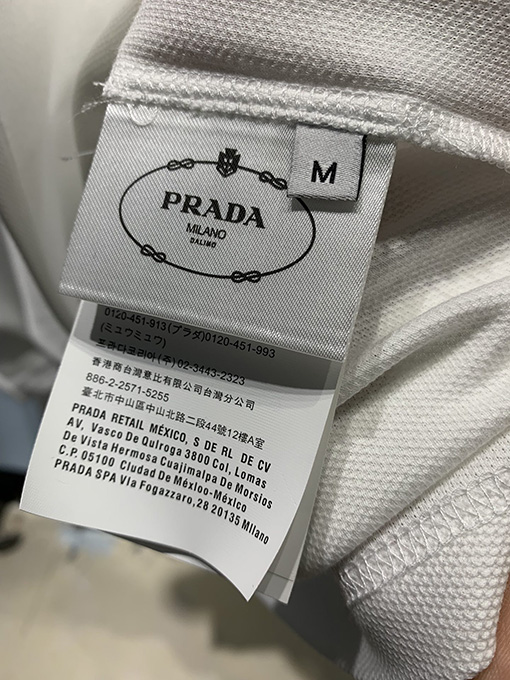 M
PRADA
MILANO
DALIMO
0120-451-913(プラダ)0120-451-993
(ミュウミュウ)
프라다코리아 (주)02-3443-2323
香港商台灣意比有限公司台灣分公司
886-2-2571-5255
臺北市中山區中山北路二段44號12樓A室
PRADA RETAIL MÉXICO, S DE RL DE CV
AV, Vasco De Quiroga 3800 Col, Lomas
De Vista Hermosa Cuajimalpa De Morsios
C.P. 05100 Ciudad De México-México
PRADA SPA VIa Fogazzaro,28 20135 MIlano